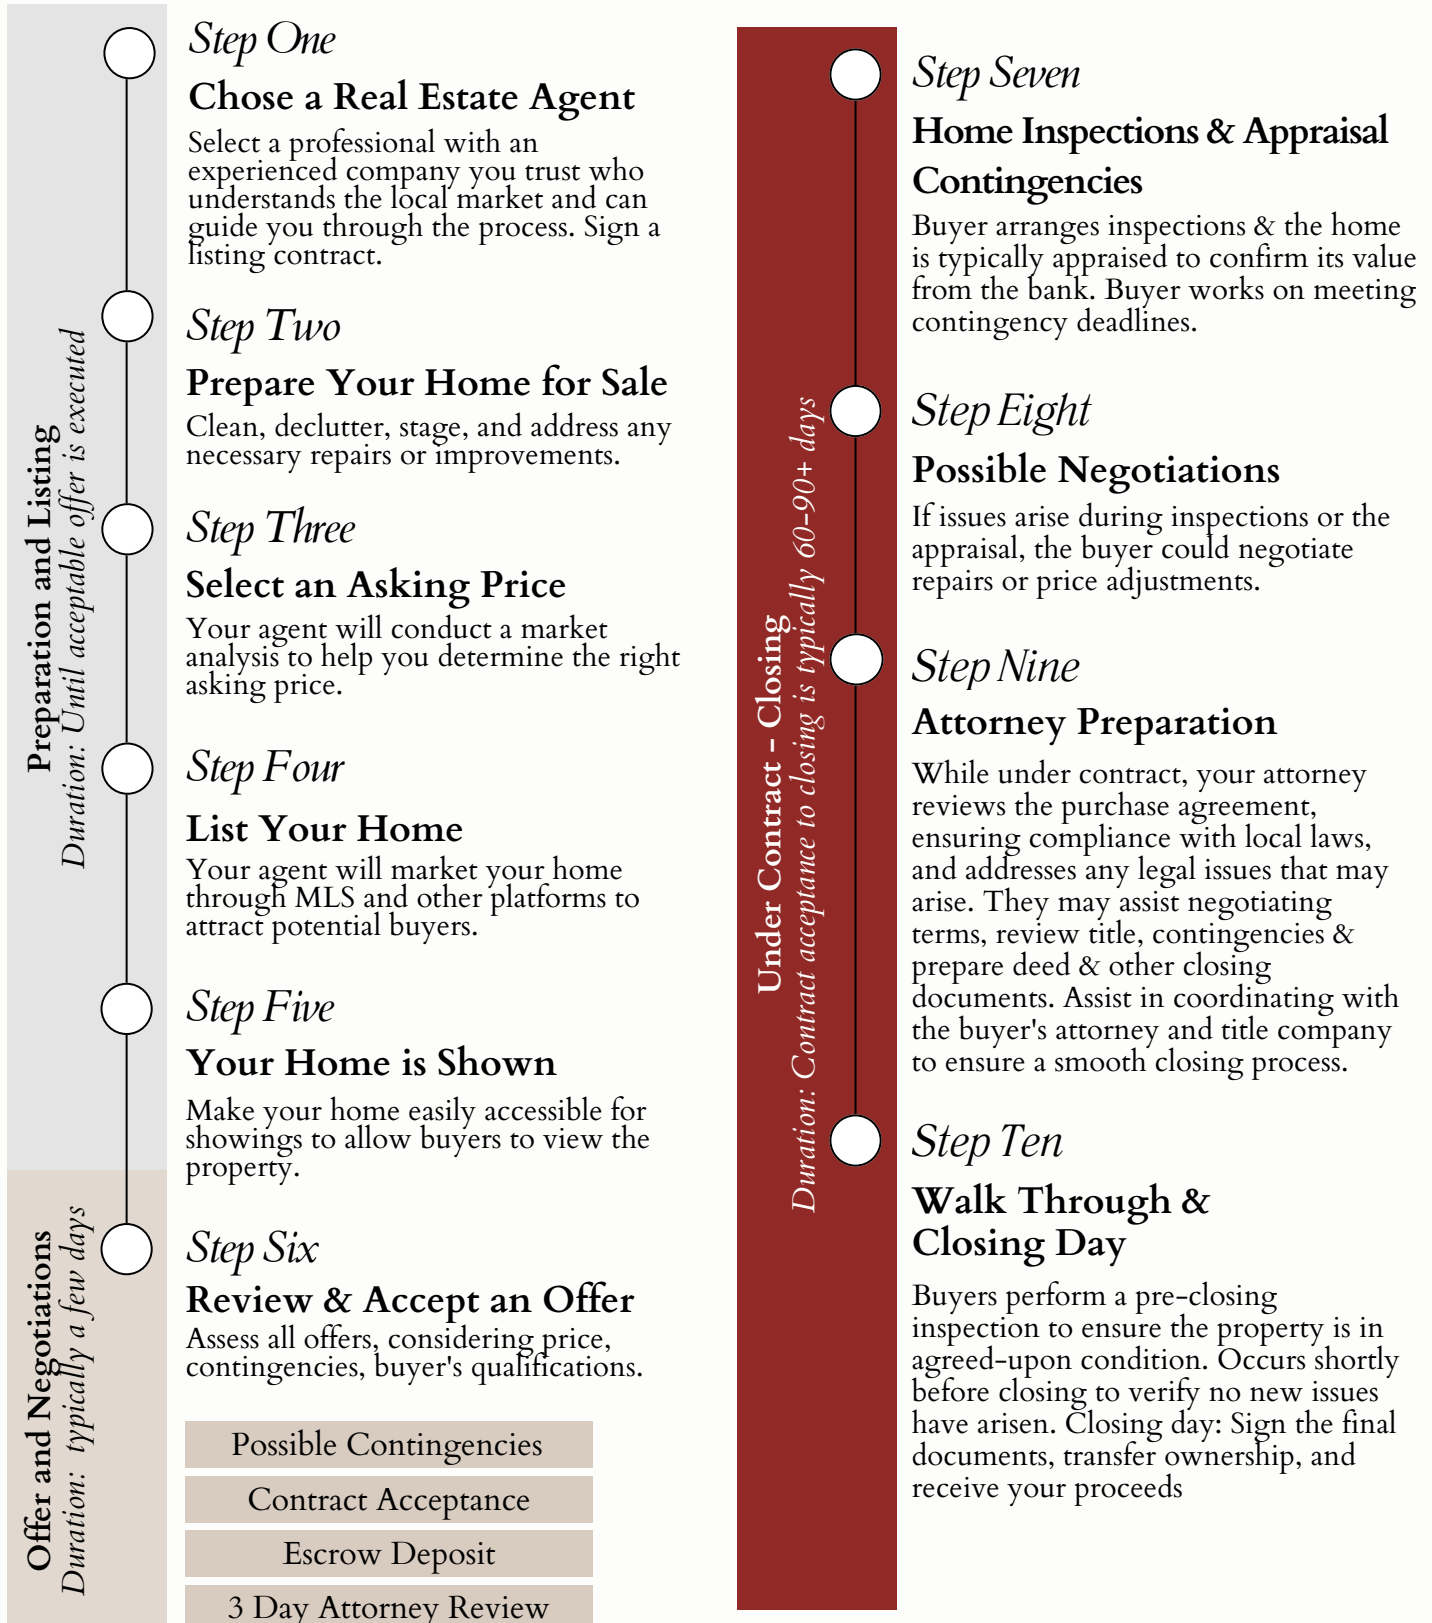 Preparation and Listing
Duration: Until acceptable offer is executed
Step One
Chose a Real Estate Agent
Select a professional with an
experienced company you trust who
understands the local market and can
guide you through the process. Sign a
listing contract.
Step Two
Prepare Your Home for Sale
Clean, declutter, stage, and address any
necessary repairs or improvements.
Step Three
Select an Asking Price
Your agent will conduct a market
analysis to help you determine the right
asking price.
Step Four
List Your Home
Your agent will market your home
through MLS and other platforms to
attract potential buyers.
Step Five
Your Home is Shown
Make your home easily accessible for
showings to allow buyers to view the
property.
Offer and Negotiations
Duration: typically a few days
Step Six
Review & Accept an Offer
Assess all offers, considering price,
contingencies, buyer's qualifications.
Possible Contingencies
Contract Acceptance
Escrow Deposit
3 Day Attorney Review
Under Contract - Closing
Duration: Contract acceptance to closing is typically 60-90+ days
Step Seven
Home Inspections & Appraisal
Contingencies
Buyer arranges inspections & the home
is typically appraised to confirm its value
from the bank. Buyer works on meeting
contingency deadlines.
Step Eight
Possible Negotiations
If issues arise during inspections or the
appraisal, the buyer could negotiate
repairs or price adjustments.
Step Nine
Attorney Preparation
While under contract, your attorney
reviews the purchase agreement,
ensuring compliance with local laws,
and addresses any legal issues that may
arise. They may assist negotiating
terms, review title, contingencies &
prepare deed & other closing
documents. Assist in coordinating with
the buyer's attorney and title company
to ensure a smooth closing process.
Step Ten
Walk Through &
Closing Day
Buyers perform a pre-closing
inspection to ensure the property is in
agreed-upon condition. Occurs shortly
before closing to verify no new issues
have arisen. Closing day: Sign the final
documents, transfer ownership, and
receive your proceeds